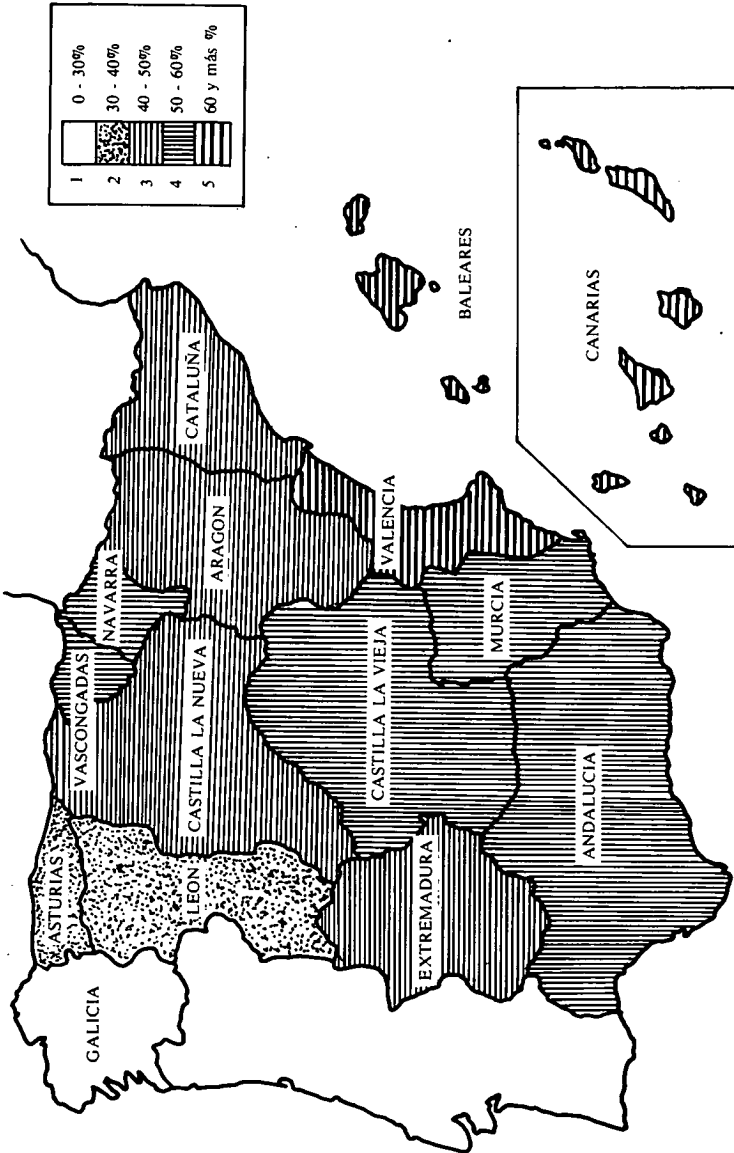 1 0 - 30%
2 30 - 40%
3 40 - 50%
4 50 - 60%
5 60 y más %
GALICIA
ASTURIAS
LEON
VASCONGADAS
NAVARRA
CASTILLA LA NUEVA
ARAGON
CATALUÑA
EXTREMADURA
CASTILLA LA VIEJA
VALENCIA
BALEARES
MURCIA
ANDALUCIA
CANARIAS